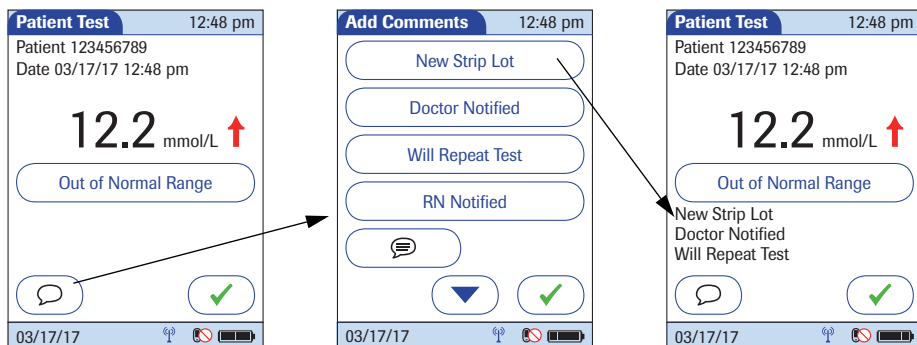 Patient Test 12:48 pm
Patient 123456789
Date 03/17/17 12:48 pm
12.2 mmol/L
Out of Normal Range
03/17/17
Add Comments 12:48 pm
New Strip Lot
Doctor Notified
Will Repeat Test
RN Notified
03/17/17
Patient Test 12:48 pm
Patient 123456789
Date 03/17/17 12:48 pm
12.2 mmol/L
Out of Normal Range
New Strip Lot
Doctor Notified
Will Repeat Test
03/17/17